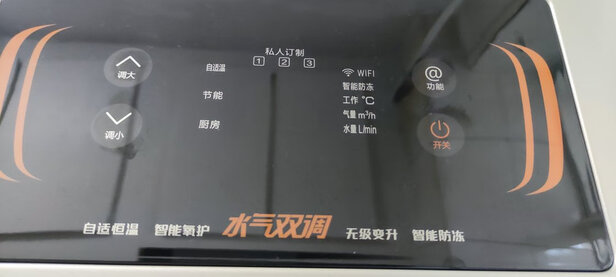 调大
调小
私人订制
1 2 3
自适温
节能
厨房
WIFI
智能防冻
工作 ℃
气量 m³/h
水量 L/min
@
功能
开关
自适恒温 智能氧护 水气双调 无级变升 智能防冻